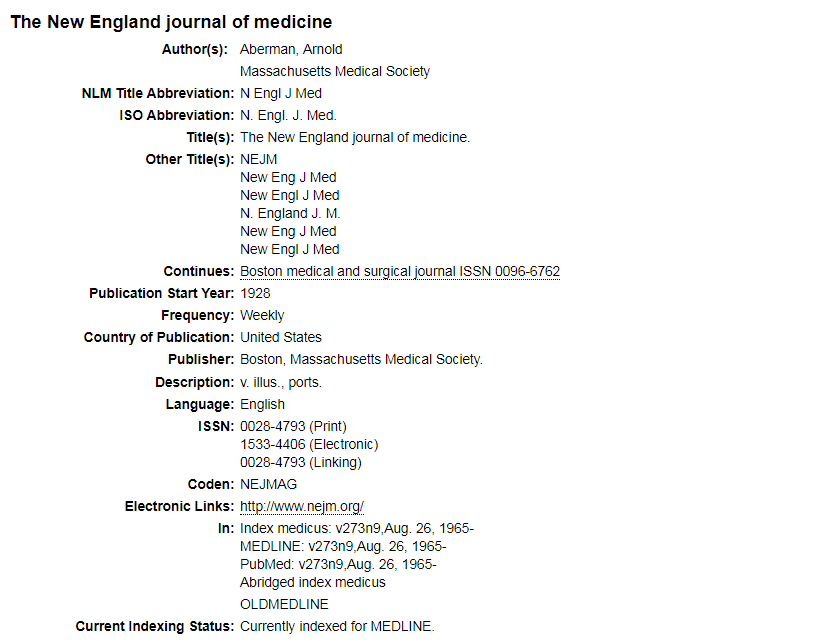 The New England journal of medicine
Author(s): Aberman, Arnold
Massachusetts Medical Society
NLM Title Abbreviation: N Engl J Med
ISO Abbreviation: N. Engl. J. Med.
Title(s): The New England journal of medicine.
Other Title(s): NEJM
New Eng J Med
New Engl J Med
N. England J. M.
New Eng J Med
New Engl J Med
Continues: Boston medical and surgical journal ISSN 0096-6762
Publication Start Year: 1928
Frequency: Weekly
Country of Publication: United States
Publisher: Boston, Massachusetts Medical Society.
Description: v. illus., ports.
Language: English
ISSN: 0028-4793 (Print)
1533-4406 (Electronic)
0028-4793 (Linking)
Coden: NEJMAG
Electronic Links: http://www.nejm.org/
In: Index medicus: v273n9,Aug. 26, 1965-
MEDLINE: v273n9,Aug. 26, 1965-
PubMed: v273n9,Aug. 26, 1965-
Abridged index medicus
OLDMEDLINE
Current Indexing Status: Currently indexed for MEDLINE.